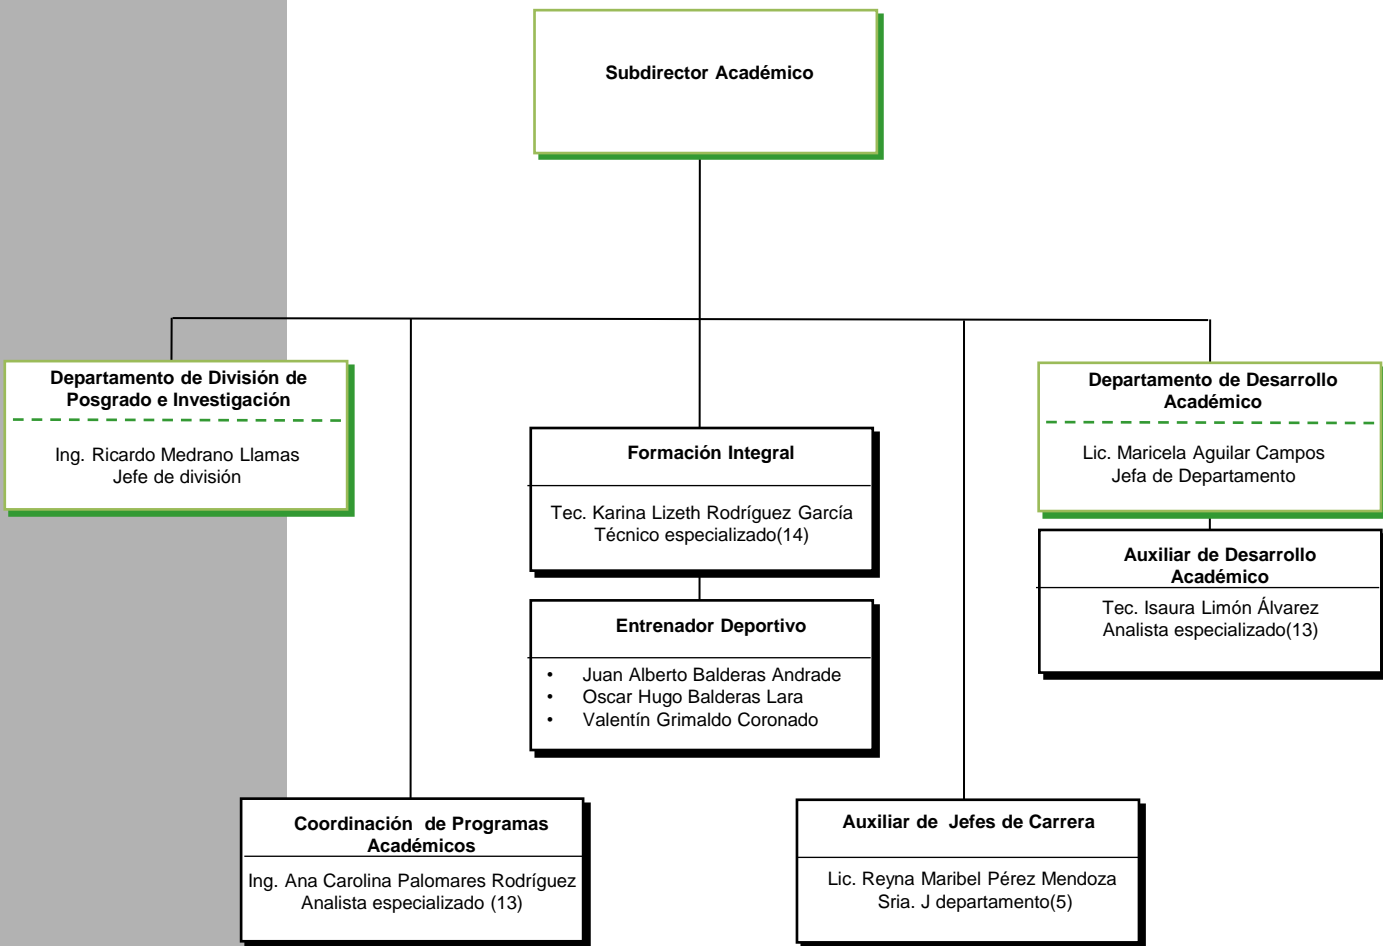 Subdirector Académico
Departamento de División de
Posgrado e Investigación
Ing. Ricardo Medrano Llamas
Jefe de división
Formación Integral
Tec. Karina Lizeth Rodríguez García
Técnico especializado(14)
Entrenador Deportivo
• Juan Alberto Balderas Andrade
• Oscar Hugo Balderas Lara
• Valentín Grimaldo Coronado
Departamento de Desarrollo
Académico
Lic. Maricela Aguilar Campos
Jefa de Departamento
Auxiliar de Desarrollo
Académico
Tec. Isaura Limón Álvarez
Analista especializado(13)
Coordinación de Programas
Académicos
Ing. Ana Carolina Palomares Rodríguez
Analista especializado (13)
Auxiliar de Jefes de Carrera
Lic. Reyna Maribel Pérez Mendoza
Sria. J departamento(5)